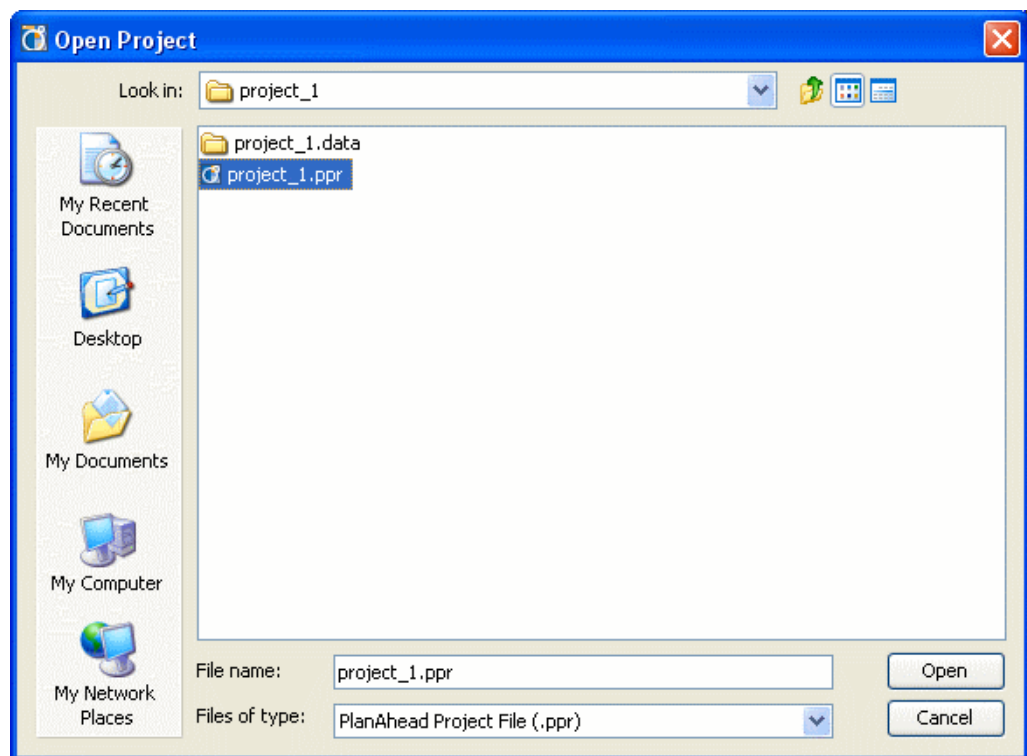 Open Project
Look in: project_1
project_1.data
project_1.ppr
My Recent
Documents
Desktop
My Documents
My Computer
My Network
Places
File name: project_1.ppr Open
Files of type: PlanAhead Project File (.ppr) Cancel